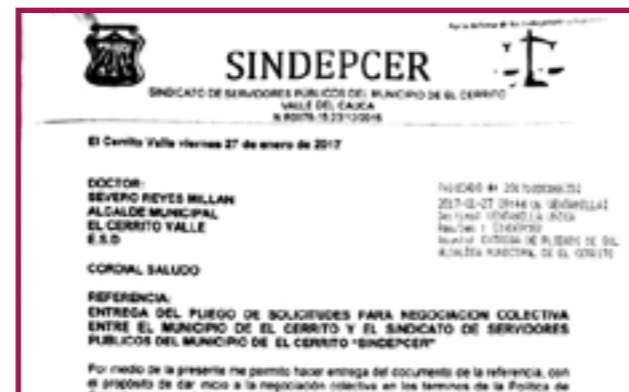 SINDEPCER
SINDICATO DE SERVIDORES PÚBLICOS DEL MUNICIPIO DE EL CERRITO
VALLE DEL CAUCA
El Cerrito Valle viernes 27 de enero de 2017
DOCTOR:
SEVERO REYES MILLAN
ALCALDE MUNICIPAL
EL CERRITO VALLE
E.S.D
2017-01-27
CORDIAL SALUDO
REFERENCIA:
ENTREGA DEL PLIEGO DE SOLICITUDES PARA NEGOCIACION COLECTIVA
ENTRE EL MUNICIPIO DE EL CERRITO Y EL SINDICATO DE SERVIDORES
PUBLICOS DEL MUNICIPIO DE EL CERRITO "SINDEPCER"
Por medio de la presente me permito hacer entrega del documento de la referencia, con
el propósito de dar inicio a la negociación colectiva en los terminos de la Política de